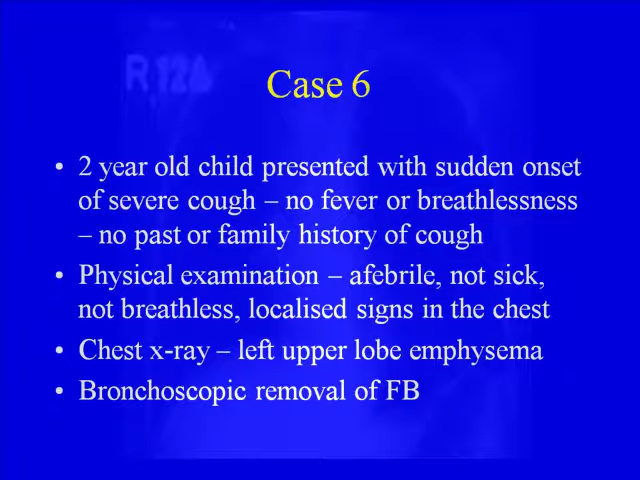 R 12A
Case 6
• 2 year old child presented with sudden onset
of severe cough – no fever or breathlessness
– no past or family history of cough
• Physical examination – afebrile, not sick,
not breathless, localised signs in the chest
• Chest x-ray – left upper lobe emphysema
• Bronchoscopic removal of FB